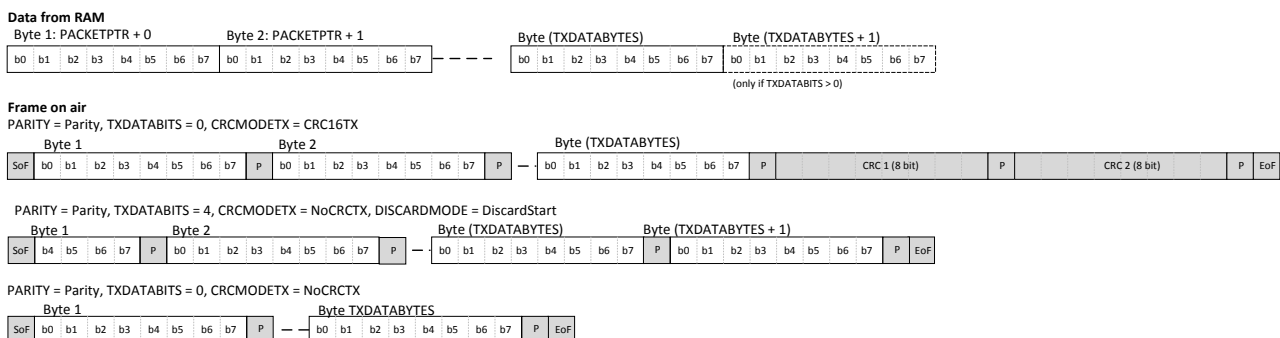 Data from RAM
Byte 1: PACKETPTR + 0 Byte 2: PACKETPTR + 1 Byte (TXDATABYTES) Byte (TXDATABYTES + 1)
b0 b1 b2 b3 b4 b5 b6 b7 b0 b1 b2 b3 b4 b5 b6 b7 b0 b1 b2 b3 b4 b5 b6 b7 b0 b1 b2 b3 b4 b5 b6 b7
(only if TXDATABITS > 0)
Frame on air
PARITY = Parity, TXDATABITS = 0, CRCMODETX = CRC16TX
Byte 1 Byte 2 Byte (TXDATABYTES)
SoF b0 b1 b2 b3 b4 b5 b6 b7 P b0 b1 b2 b3 b4 b5 b6 b7 P b0 b1 b2 b3 b4 b5 b6 b7 P CRC 1 (8 bit) P CRC 2 (8 bit) P EoF
PARITY = Parity, TXDATABITS = 4, CRCMODETX = NoCRCTX, DISCARDMODE = DiscardStart
Byte 1 Byte 2 Byte (TXDATABYTES) Byte (TXDATABYTES + 1)
SoF b4 b5 b6 b7 P b0 b1 b2 b3 b4 b5 b6 b7 P b0 b1 b2 b3 b4 b5 b6 b7 P b0 b1 b2 b3 b4 b5 b6 b7 P EoF
PARITY = Parity, TXDATABITS = 0, CRCMODETX = NoCRCTX
Byte 1 Byte TXDATABYTES
SoF b0 b1 b2 b3 b4 b5 b6 b7 P b0 b1 b2 b3 b4 b5 b6 b7 P EoF